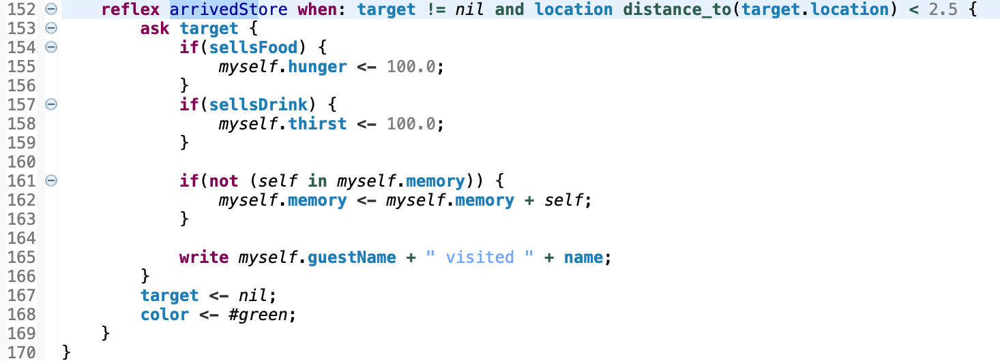 152 reflex arrivedStore when: target != nil and location distance_to(target.location) < 2.5 {
153 ask target {
154 if(sellsFood) {
155 myself.hunger <- 100.0;
156 }
157 if(sellsDrink) {
158 myself.thirst <- 100.0;
159 }
160
161 if(not (self in myself.memory)) {
162 myself.memory <- myself.memory + self;
163 }
164
165 write myself.guestName + " visited " + name;
166 }
167 target <- nil;
168 color <- #green;
169 }
170 }